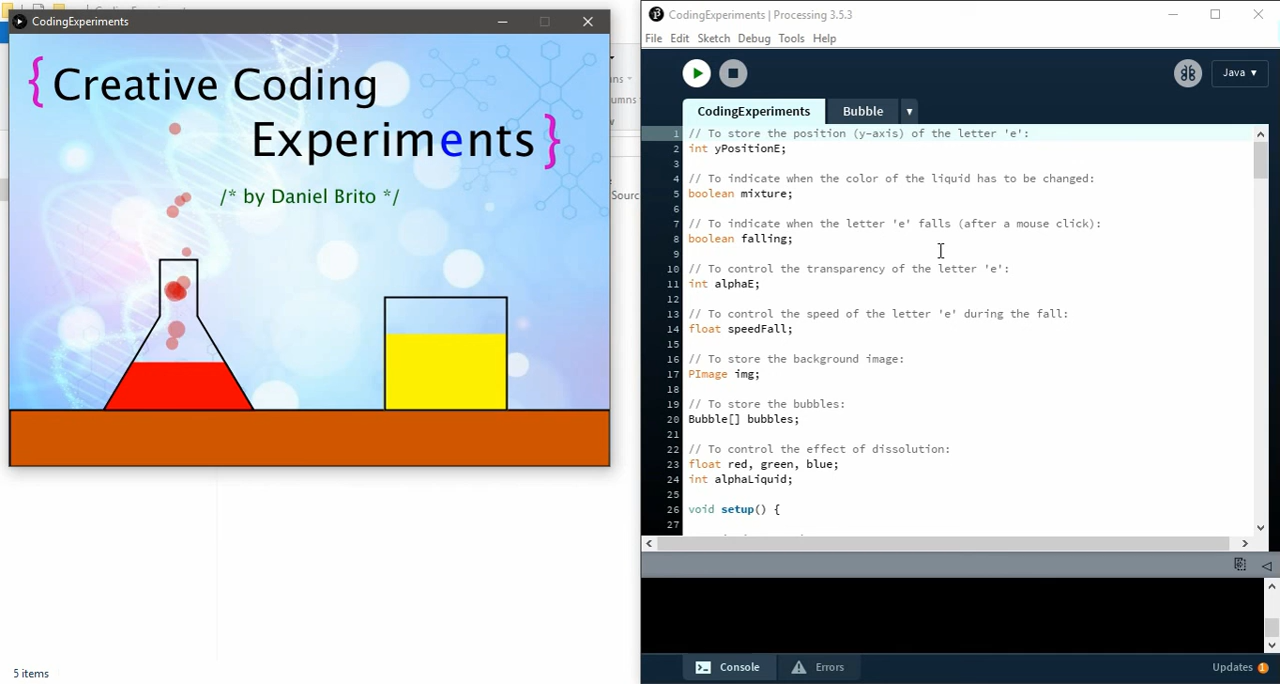 CodingExperiments
{ Creative Coding
Experiments }
/* by Daniel Brito */
5 items
CodingExperiments | Processing 3.5.3
File Edit Sketch Debug Tools Help
Java ▾
CodingExperiments Bubble ▾
1 // To store the position (y-axis) of the letter 'e':
2 int yPositionE;
3
4 // To indicate when the color of the liquid has to be changed:
5 boolean mixture;
6
7 // To indicate when the letter 'e' falls (after a mouse click):
8 boolean falling;
9
10 // To control the transparency of the letter 'e':
11 int alphaE;
12
13 // To control the speed of the letter 'e' during the fall:
14 float speedFall;
15
16 // To store the background image:
17 PImage img;
18
19 // To store the bubbles:
20 Bubble[] bubbles;
21
22 // To control the effect of dissolution:
23 float red, green, blue;
24 int alphaLiquid;
25
26 void setup() {
27
Console Errors Updates 1